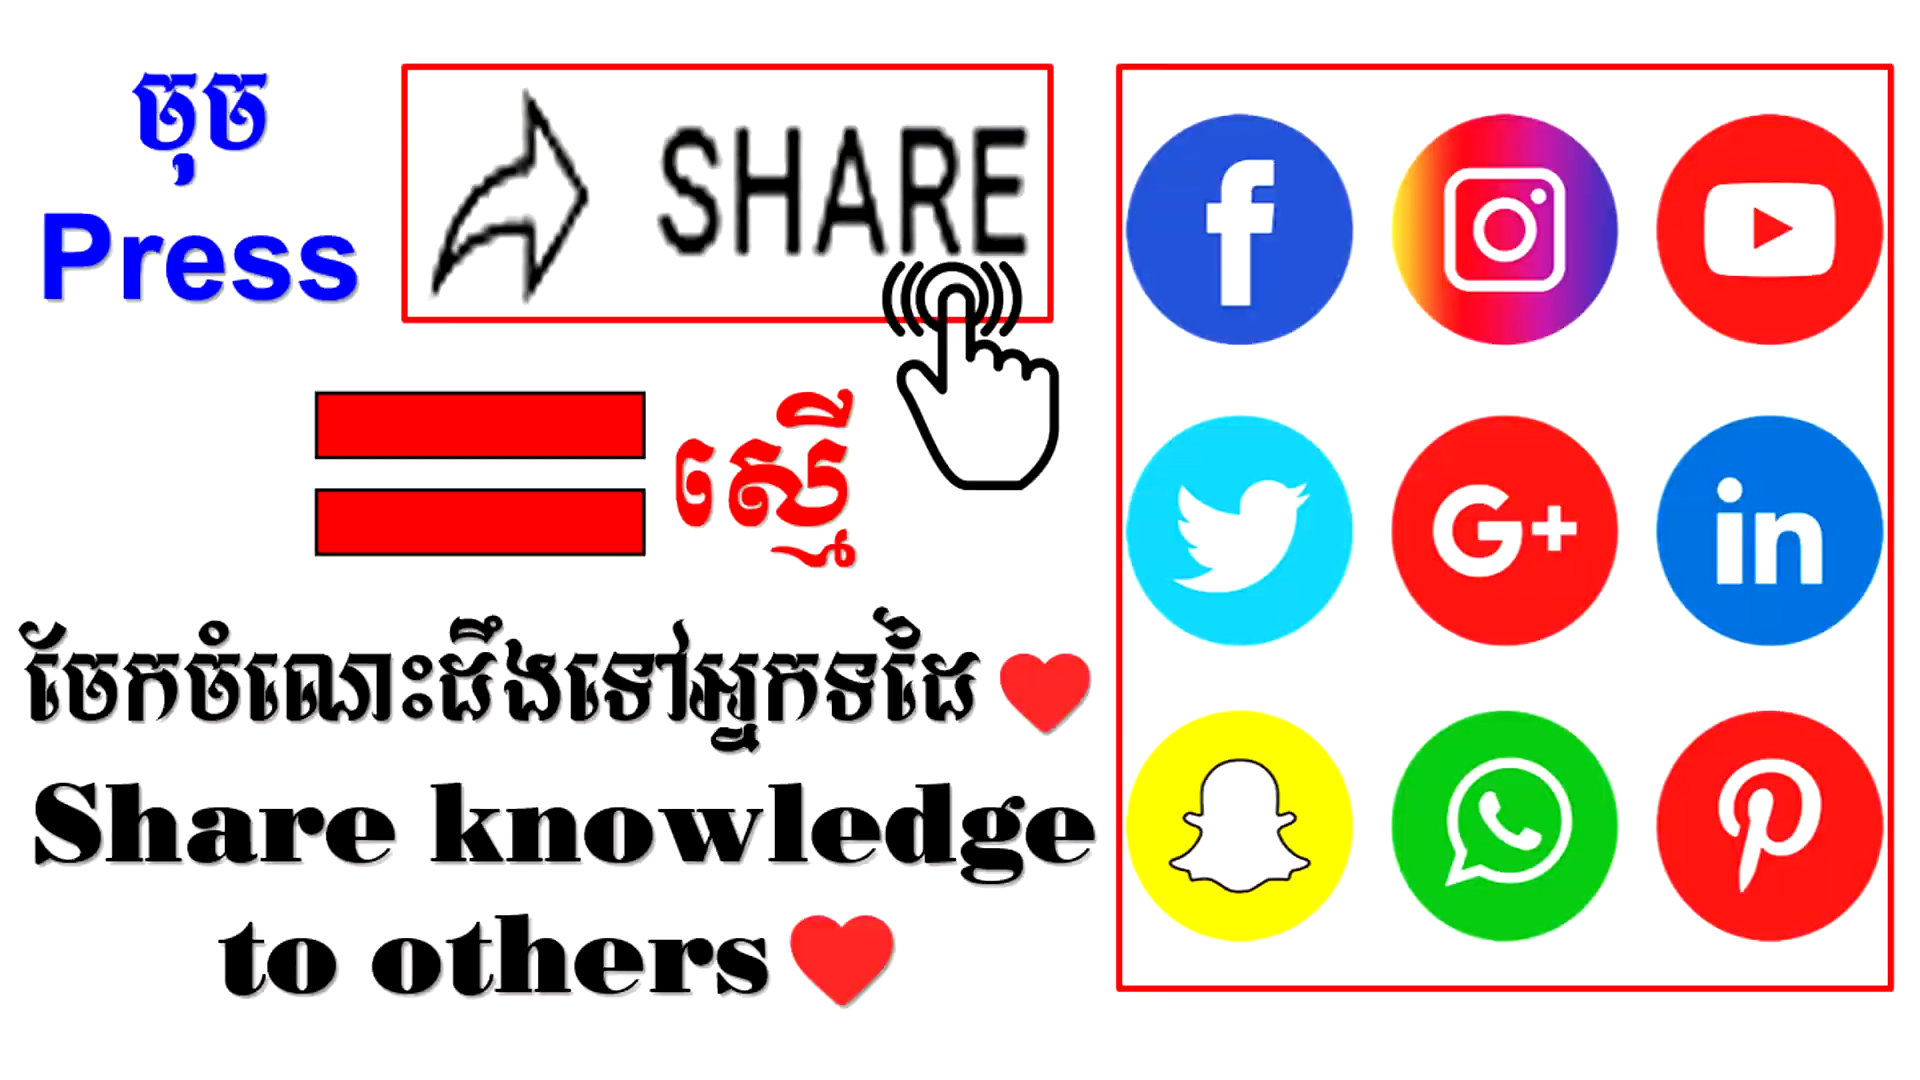 ចុច
Press
SHARE
ស្មើ
ចែកចំណេះដឹងទៅអ្នកទដៃ
Share knowledge
to others
f
G+
in